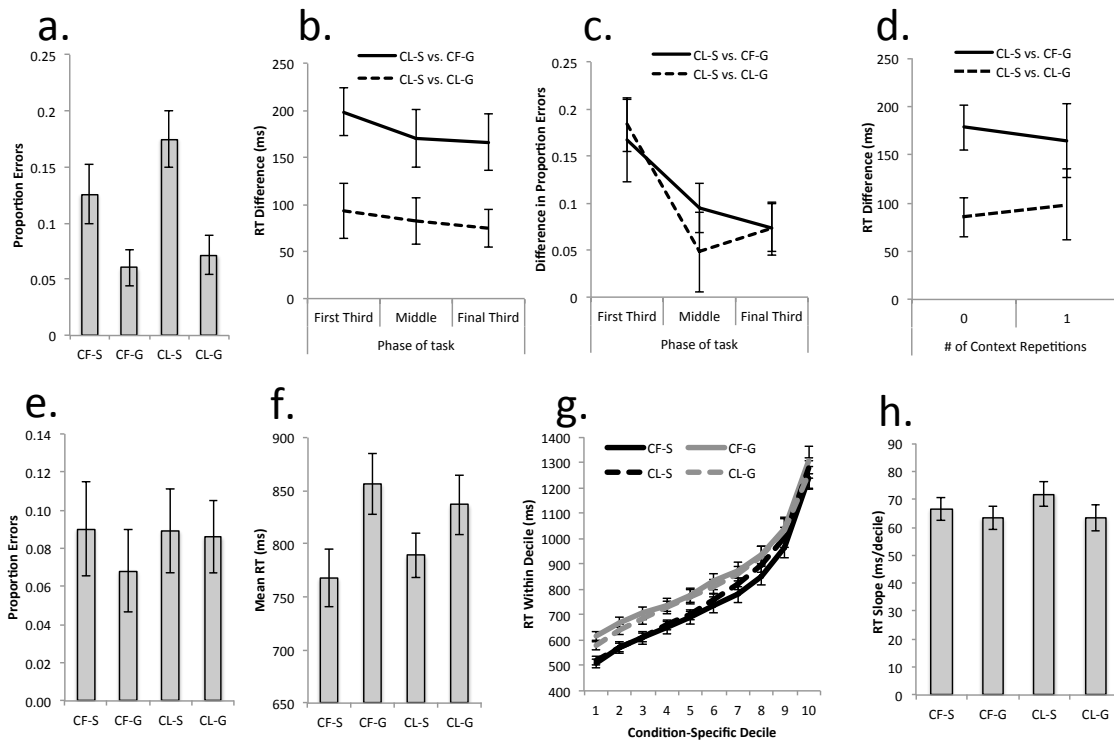 a.
Proportion Errors
0.25
0.2
0.15
0.1
0.05
0
CF-S CF-G CL-S CL-G
b.
CL-S vs. CF-G
CL-S vs. CL-G
RT Difference (ms)
250
200
150
100
50
0
First Third Middle Final Third
Phase of task
c.
CL-S vs. CF-G
CL-S vs. CL-G
Difference in Proportion Errors
0.25
0.2
0.15
0.1
0.05
0
First Third Middle Final Third
Phase of task
d.
CL-S vs. CF-G
CL-S vs. CL-G
RT Difference (ms)
250
200
150
100
50
0
0 1
# of Context Repetitions
e.
Proportion Errors
0.14
0.12
0.10
0.08
0.06
0.04
0.02
0.00
CF-S CF-G CL-S CL-G
f.
Mean RT (ms)
900
850
800
750
700
650
CF-S CF-G CL-S CL-G
g.
CF-S CF-G
CL-S CL-G
RT Within Decile (ms)
1400
1300
1200
1100
1000
900
800
700
600
500
400
1 2 3 4 5 6 7 8 9 10
Condition-Specific Decile
h.
RT Slope (ms/decile)
90
80
70
60
50
40
30
20
10
0
CF-S CF-G CL-S CL-G